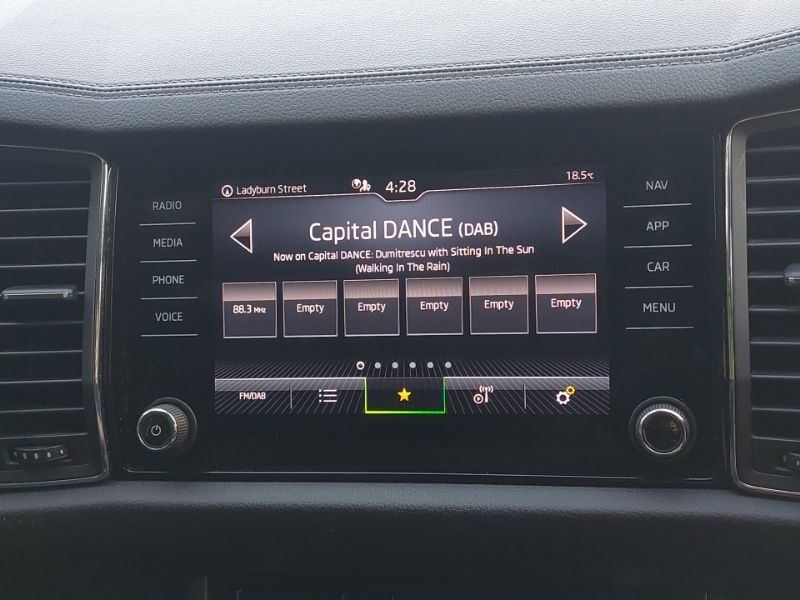 Ladyburn Street
4:28
18.5°C
RADIO
MEDIA
PHONE
VOICE
Capital DANCE (DAB)
Now on Capital DANCE: Dumitrescu with Sitting In The Sun
(Walking In The Rain)
88.3 MHz
Empty
Empty
Empty
Empty
Empty
FM/DAB
NAV
APP
CAR
MENU